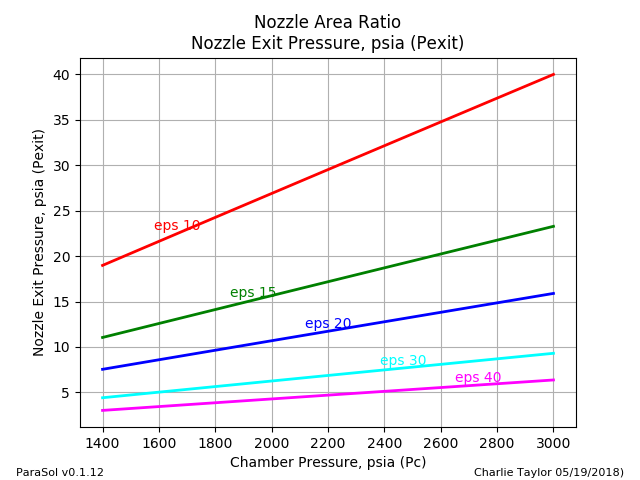 Nozzle Area Ratio
Nozzle Exit Pressure, psia (Pexit)
Nozzle Exit Pressure, psia (Pexit)
40
35
30
25
20
15
10
5
eps 10
eps 15
eps 20
eps 30
eps 40
1400 1600 1800 2000 2200 2400 2600 2800 3000
Chamber Pressure, psia (Pc)
ParaSol v0.1.12
Charlie Taylor 05/19/2018)